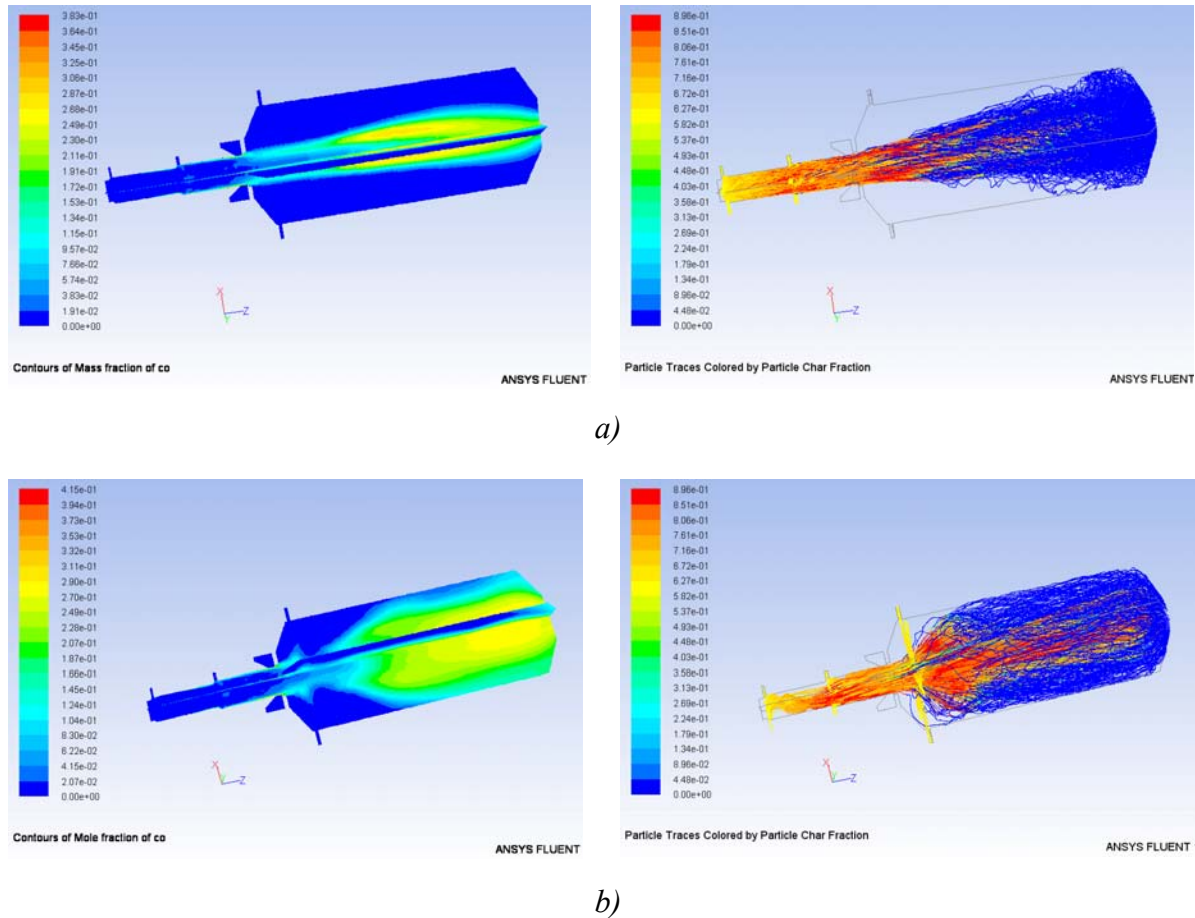 3.83e-01
3.64e-01
3.45e-01
3.25e-01
3.06e-01
2.87e-01
2.68e-01
2.49e-01
2.30e-01
2.11e-01
1.91e-01
1.72e-01
1.53e-01
1.34e-01
1.15e-01
9.57e-02
7.66e-02
5.74e-02
3.83e-02
1.91e-02
0.00e+00
X
Y
Z
Contours of Mass fraction of co
ANSYS FLUENT
8.96e-01
8.51e-01
8.06e-01
7.61e-01
7.16e-01
6.72e-01
6.27e-01
5.82e-01
5.37e-01
4.93e-01
4.48e-01
4.03e-01
3.58e-01
3.13e-01
2.69e-01
2.24e-01
1.79e-01
1.34e-01
8.96e-02
4.48e-02
0.00e+00
X
Y
Z
Particle Traces Colored by Particle Char Fraction
ANSYS FLUENT
a)
4.15e-01
3.94e-01
3.73e-01
3.52e-01
3.32e-01
3.11e-01
2.90e-01
2.70e-01
2.49e-01
2.28e-01
2.07e-01
1.87e-01
1.66e-01
1.45e-01
1.24e-01
1.04e-01
8.30e-02
6.22e-02
4.15e-02
2.07e-02
0.00e+00
X
Y
Z
Contours of Mole fraction of co
ANSYS FLUENT
8.96e-01
8.51e-01
8.06e-01
7.61e-01
7.16e-01
6.72e-01
6.27e-01
5.82e-01
5.37e-01
4.93e-01
4.48e-01
4.03e-01
3.58e-01
3.13e-01
2.69e-01
2.24e-01
1.79e-01
1.34e-01
8.96e-02
4.48e-02
0.00e+00
X
Y
Z
Particle Traces Colored by Particle Char Fraction
ANSYS FLUENT
b)